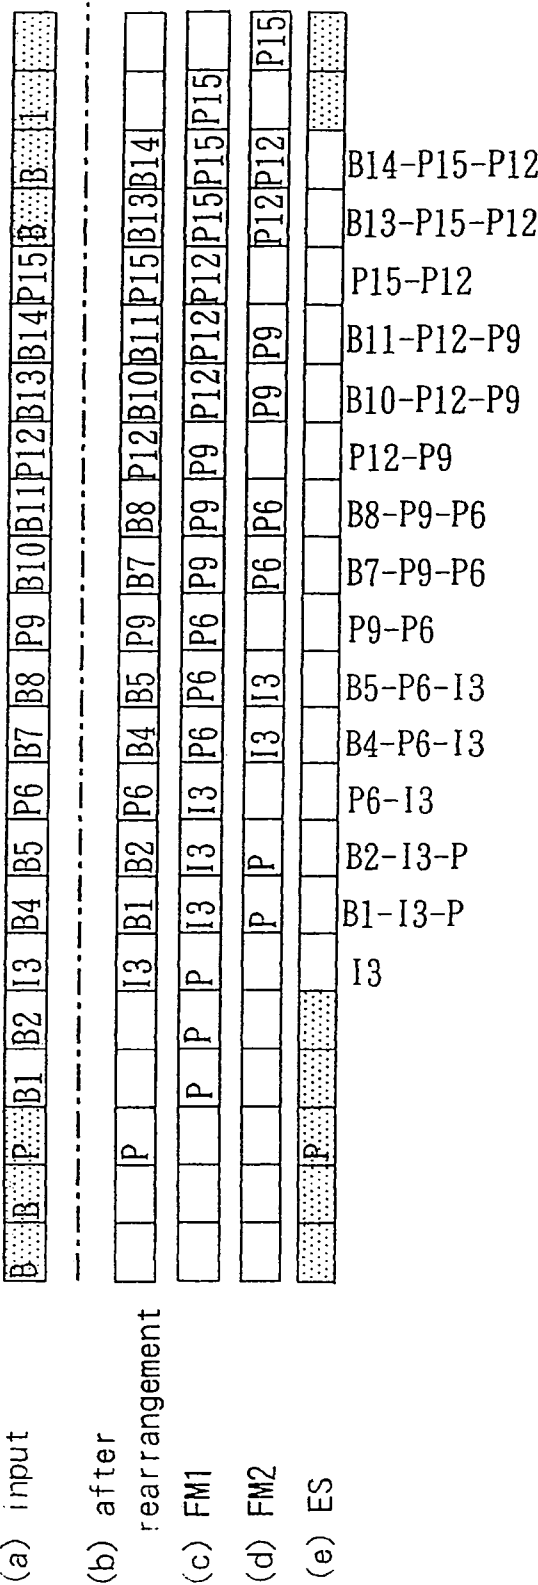 (a) input B B P B1 B2 I3 B4 B5 P6 B7 B8 P9 B10 B11 P12 B13 B14 P15 B B 1
(b) after
rearrangement P I3 B1 B2 P6 B4 B5 P9 B7 B8 P12 B10 B11 P15 B13 B14
(c) FM1 P P P I3 I3 I3 P6 P6 P6 P9 P9 P9 P12 P12 P12 P15 P15 P15
(d) FM2 P P I3 I3 P6 P6 P9 P9 P12 P12 P15
(e) ES P
B14-P15-P12
B13-P15-P12
P15-P12
B11-P12-P9
B10-P12-P9
P12-P9
B8-P9-P6
B7-P9-P6
P9-P6
B5-P6-I3
B4-P6-I3
P6-I3
B2-I3-P
B1-I3-P
I3